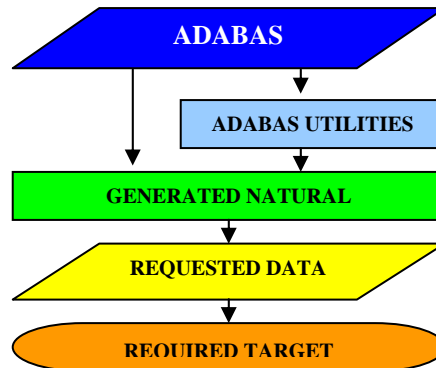 ADABAS
ADABAS UTILITIES
GENERATED NATURAL
REQUESTED DATA
REQUIRED TARGET